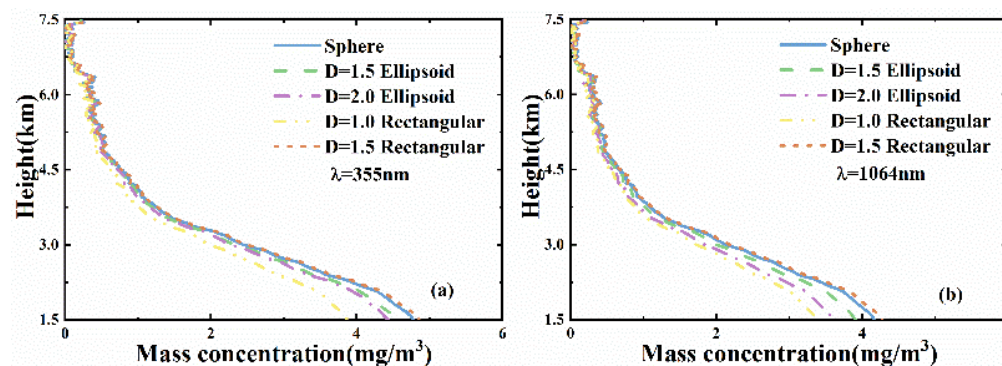 7.5
6.0
4.5
3.0
1.5
Height(km)
Sphere
D=1.5 Ellipsoid
D=2.0 Ellipsoid
D=1.0 Rectangular
D=1.5 Rectangular
λ=355nm
(a)
0 2 4 6
Mass concentration(mg/m³)
7.5
6.0
4.5
3.0
1.5
Height(km)
Sphere
D=1.5 Ellipsoid
D=2.0 Ellipsoid
D=1.0 Rectangular
D=1.5 Rectangular
λ=1064nm
(b)
0 2 4
Mass concentration(mg/m³)